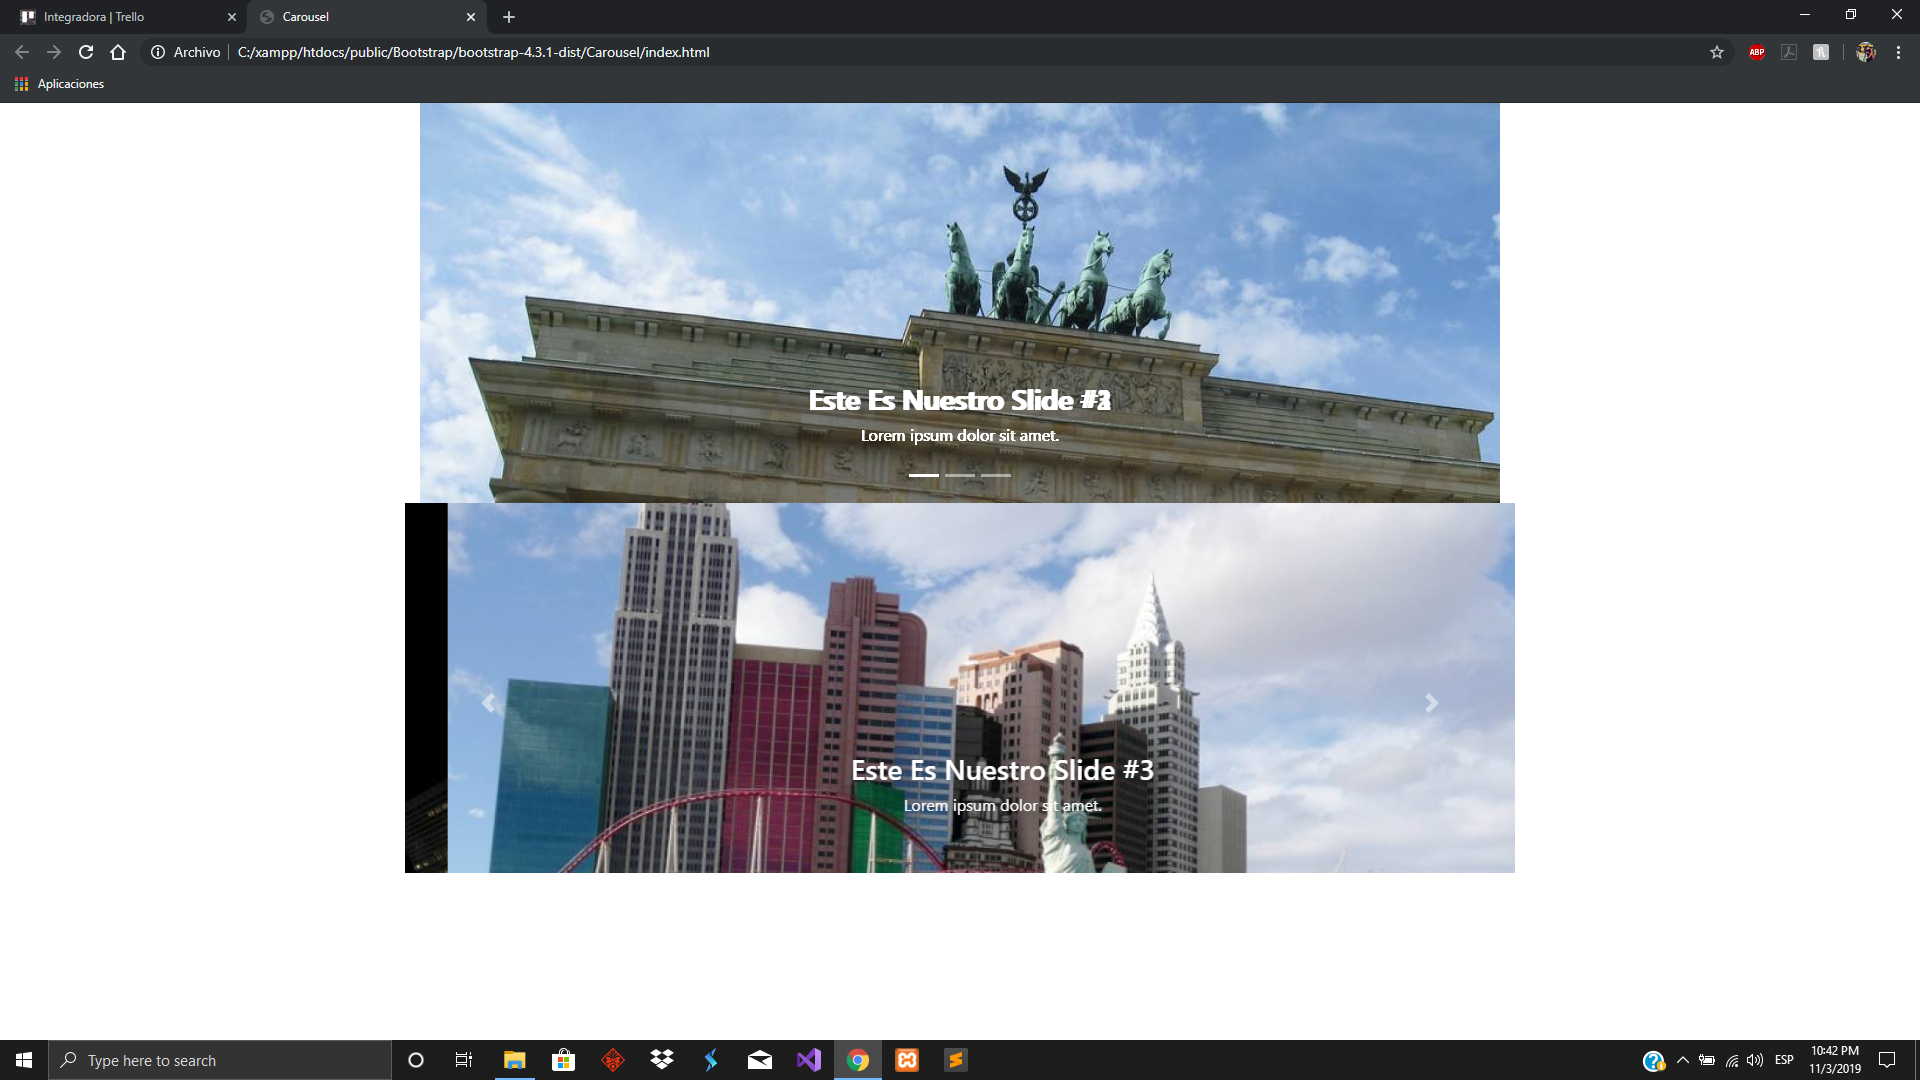 Integradora | Trello
Carousel
Archivo
C:/xampp/htdocs/public/Bootstrap/bootstrap-4.3.1-dist/Carousel/index.html
ABP
Aplicaciones
Este Es Nuestro Slide
Lorem ipsum dolor sit amet.
Este Es Nuestro Slide #3
Lorem ipsum dolor sit amet.
Type here to search
ESP
10:42 PM
11/3/2019